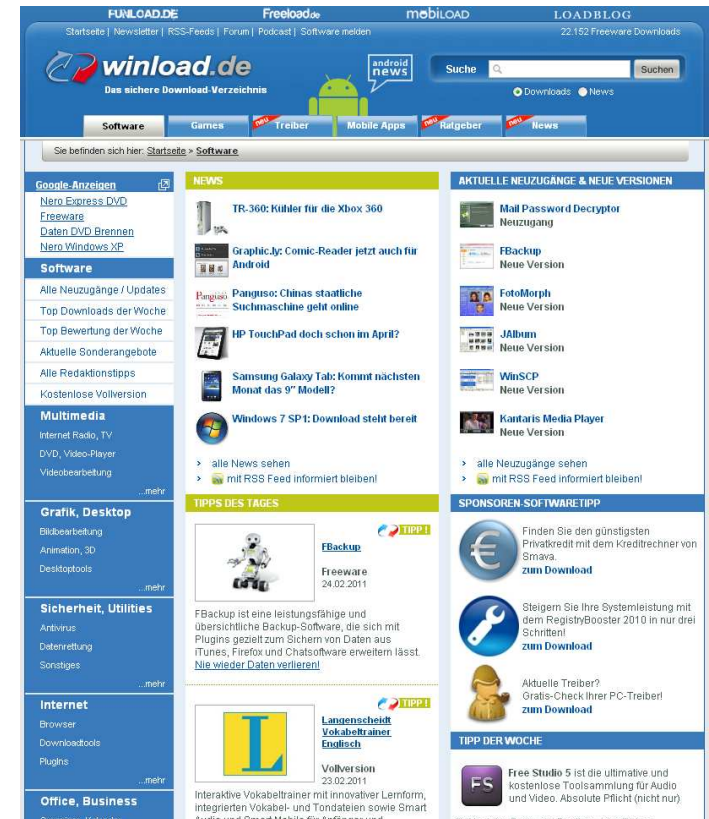 FUNLOAD.DE Freeload.de mobiLOAD LOADBLOG
Startseite | Newsletter | RSS-Feeds | Forum | Podcast | Software melden 22.152 Freeware Downloads
winload.de
Das sichere Download-Verzeichnis
android
news
Suche Suchen
Downloads News
Software Games neu Treiber Mobile Apps neu Ratgeber neu News
Sie befinden sich hier: Startseite > Software
Google-Anzeigen
Nero Express DVD
Freeware
Daten DVD Brennen
Nero Windows XP
Software
Alle Neuzugänge / Updates
Top Downloads der Woche
Top Bewertung der Woche
Aktuelle Sonderangebote
Alle Redaktionstipps
Kostenlose Vollversion
Multimedia
Internet Radio, TV
DVD, Video-Player
Videobearbeitung
...mehr
Grafik, Desktop
Bildbearbeitung
Animation, 3D
Desktoptools
...mehr
Sicherheit, Utilities
Antivirus
Datenrettung
Sonstiges
...mehr
Internet
Browser
Downloadtools
Plugins
...mehr
Office, Business
NEWS
TR-360: Kühler für die Xbox 360
Graphic.ly: Comic-Reader jetzt auch für
Android
Panguso
Panguso: Chinas staatliche
Suchmaschine geht online
HP TouchPad doch schon im April?
Samsung Galaxy Tab: Kommt nächsten
Monat das 9" Modell?
Windows 7 SP1: Download steht bereit
alle News sehen
mit RSS Feed informiert bleiben!
TIPPS DES TAGES
TIPP !
FBackup
Freeware
24.02.2011
FBackup ist eine leistungsfähige und
übersichtliche Backup-Software, die sich mit
Plugins gezielt zum Sichern von Daten aus
iTunes, Firefox und Chatsoftware erweitern lässt.
Nie wieder Daten verlieren!
TIPP !
L
Langenscheidt
Vokabeltrainer
Englisch
Vollversion
23.02.2011
Interaktive Vokabeltrainer mit innovativer Lernform,
integrierten Vokabel- und Tondateien sowie Smart
Audio und Smart Mobile für Anfänger und
AKTUELLE NEUZUGÄNGE & NEUE VERSIONEN
Mail Password Decryptor
Neuzugang
FBackup
Neue Version
FotoMorph
Neue Version
JAlbum
Neue Version
WinSCP
Neue Version
Kantaris Media Player
Neue Version
alle Neuzugänge sehen
mit RSS Feed informiert bleiben!
SPONSOREN-SOFTWARETIPP
€
Finden Sie den günstigsten
Privatkredit mit dem Kreditrechner von
Smava.
zum Download
Steigern Sie Ihre Systemleistung mit
dem RegistryBooster 2010 in nur drei
Schritten!
zum Download
Aktuelle Treiber?
Gratis-Check Ihrer PC-Treiber!
zum Download
TIPP DER WOCHE
FS
Free Studio 5 ist die ultimative und
kostenlose Toolsammlung für Audio
und Video. Absolute Pflicht (nicht nur)